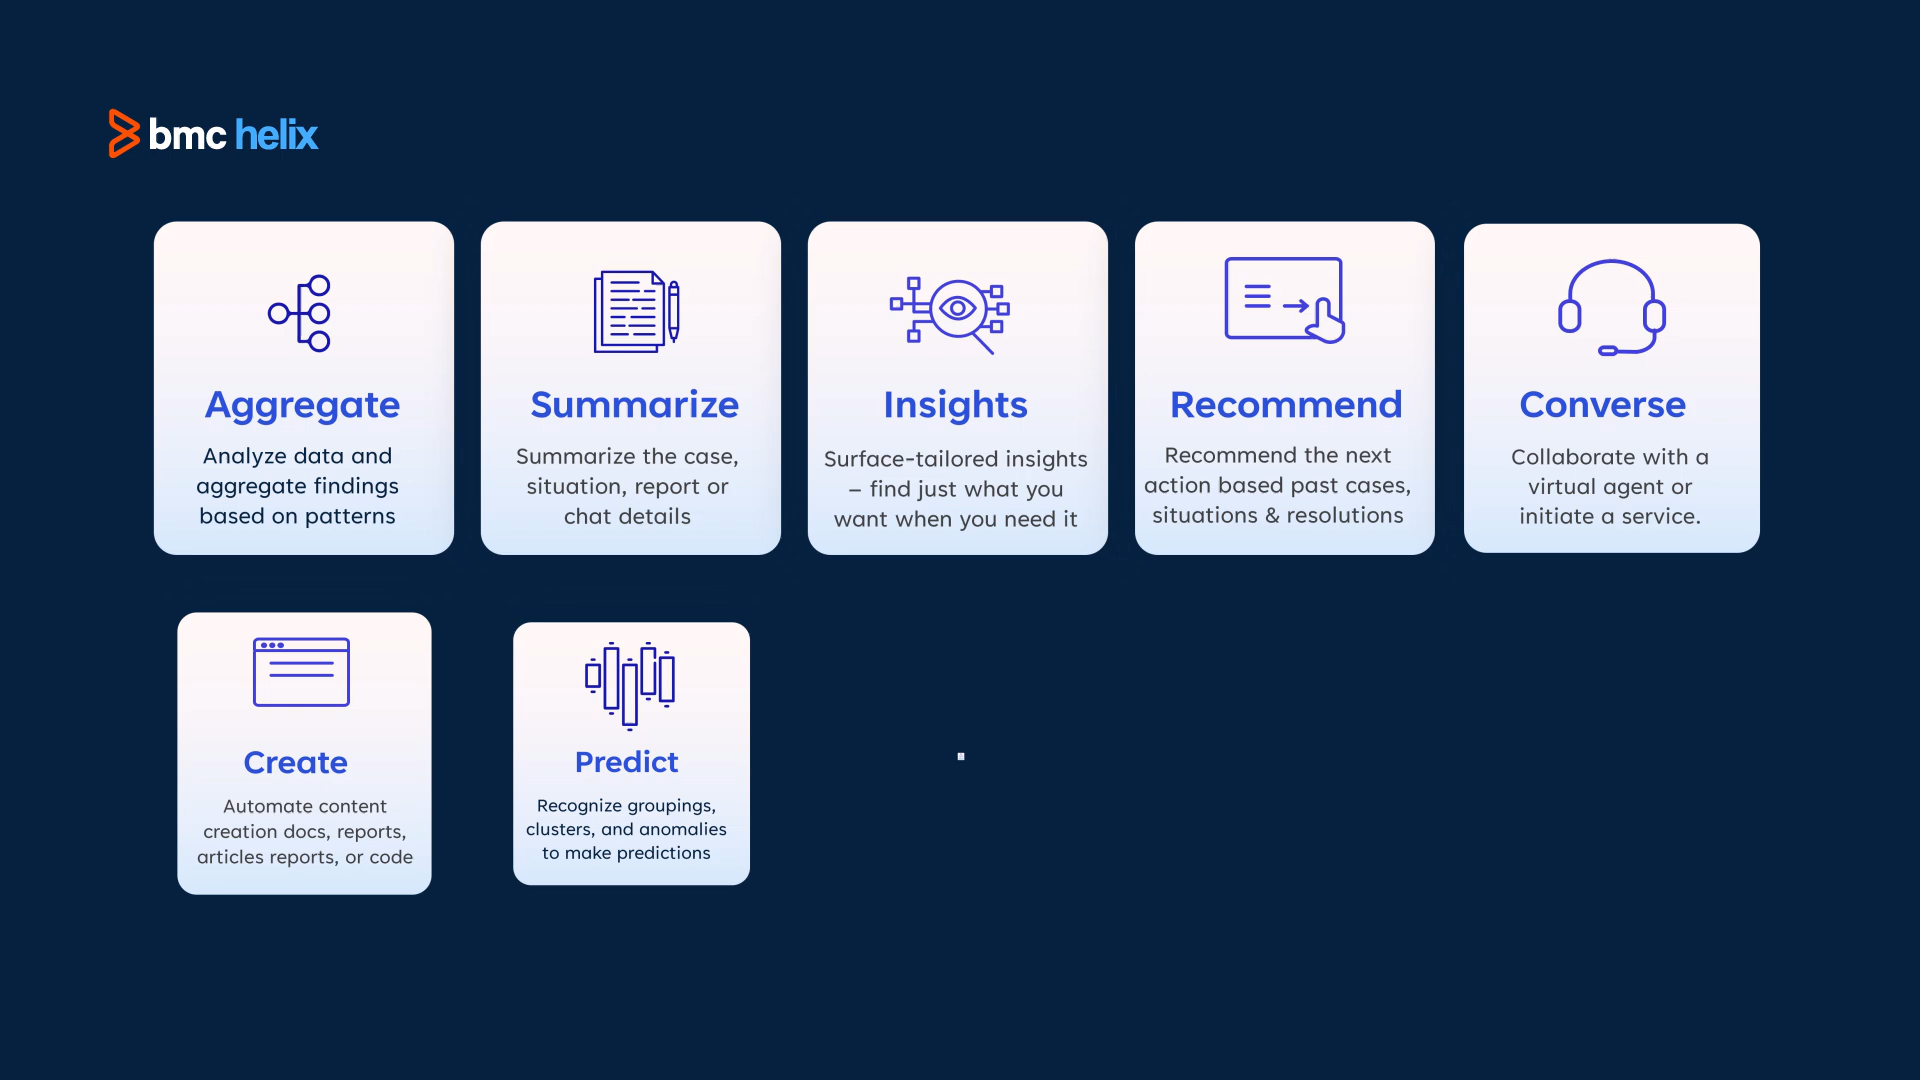 bmc helix
Aggregate
Analyze data and
aggregate findings
based on patterns
Summarize
Summarize the case,
situation, report or
chat details
Insights
Surface-tailored insights
– find just what you
want when you need it
Recommend
Recommend the next
action based past cases,
situations & resolutions
Converse
Collaborate with a
virtual agent or
initiate a service.
Create
Automate content
creation docs, reports,
articles reports, or code
Predict
Recognize groupings,
clusters, and anomalies
to make predictions